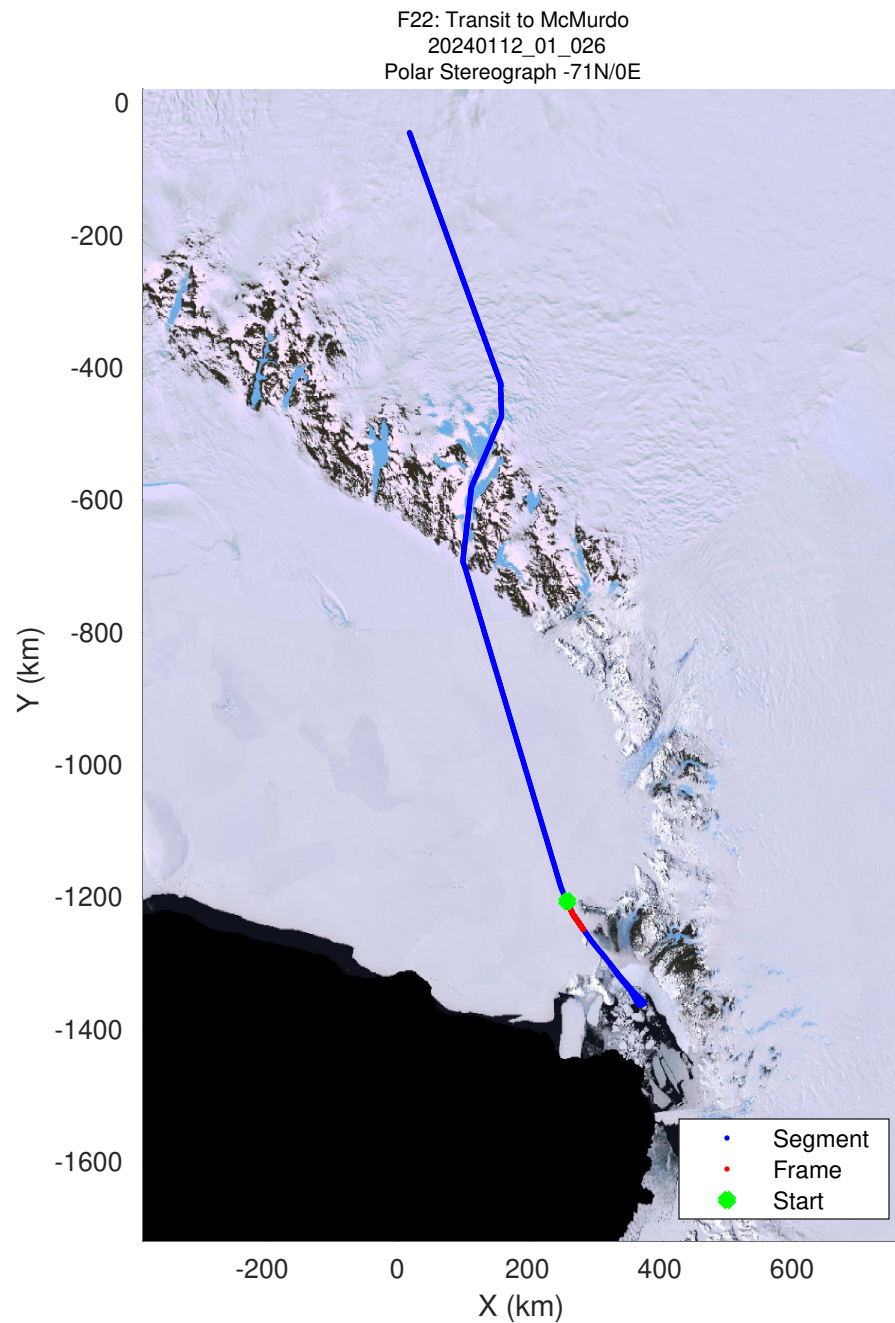 F22: Transit to McMurdo
20240112_01_026
Polar Stereograph -71N/0E
0
-200
-400
-600
-800
-1000
-1200
-1400
-1600
Y (km)
-200
0
200
400
600
X (km)
Segment
Frame
Start